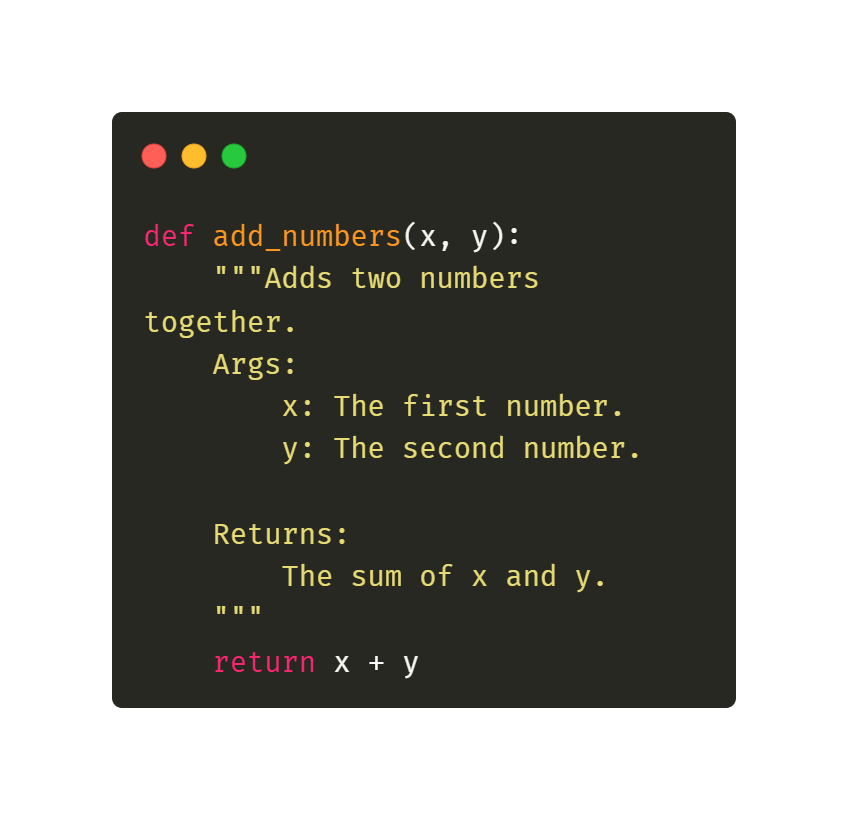 def add_numbers(x, y):
    """Adds two numbers
together.
    Args:
        x: The first number.
        y: The second number.

    Returns:
        The sum of x and y.
    """
    return x + y